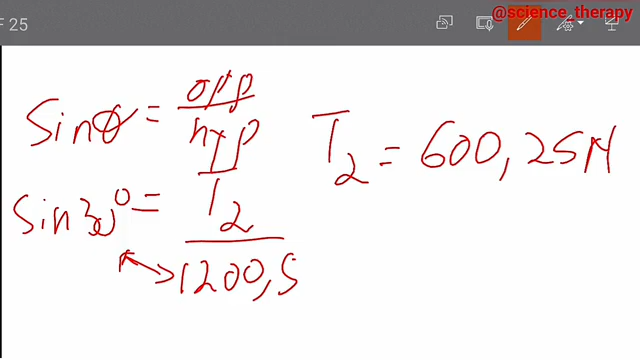 F 25
@science_therapy
Sinθ = opp/hyp
Sin30° = T2/1200,5
T2 = 600,25N